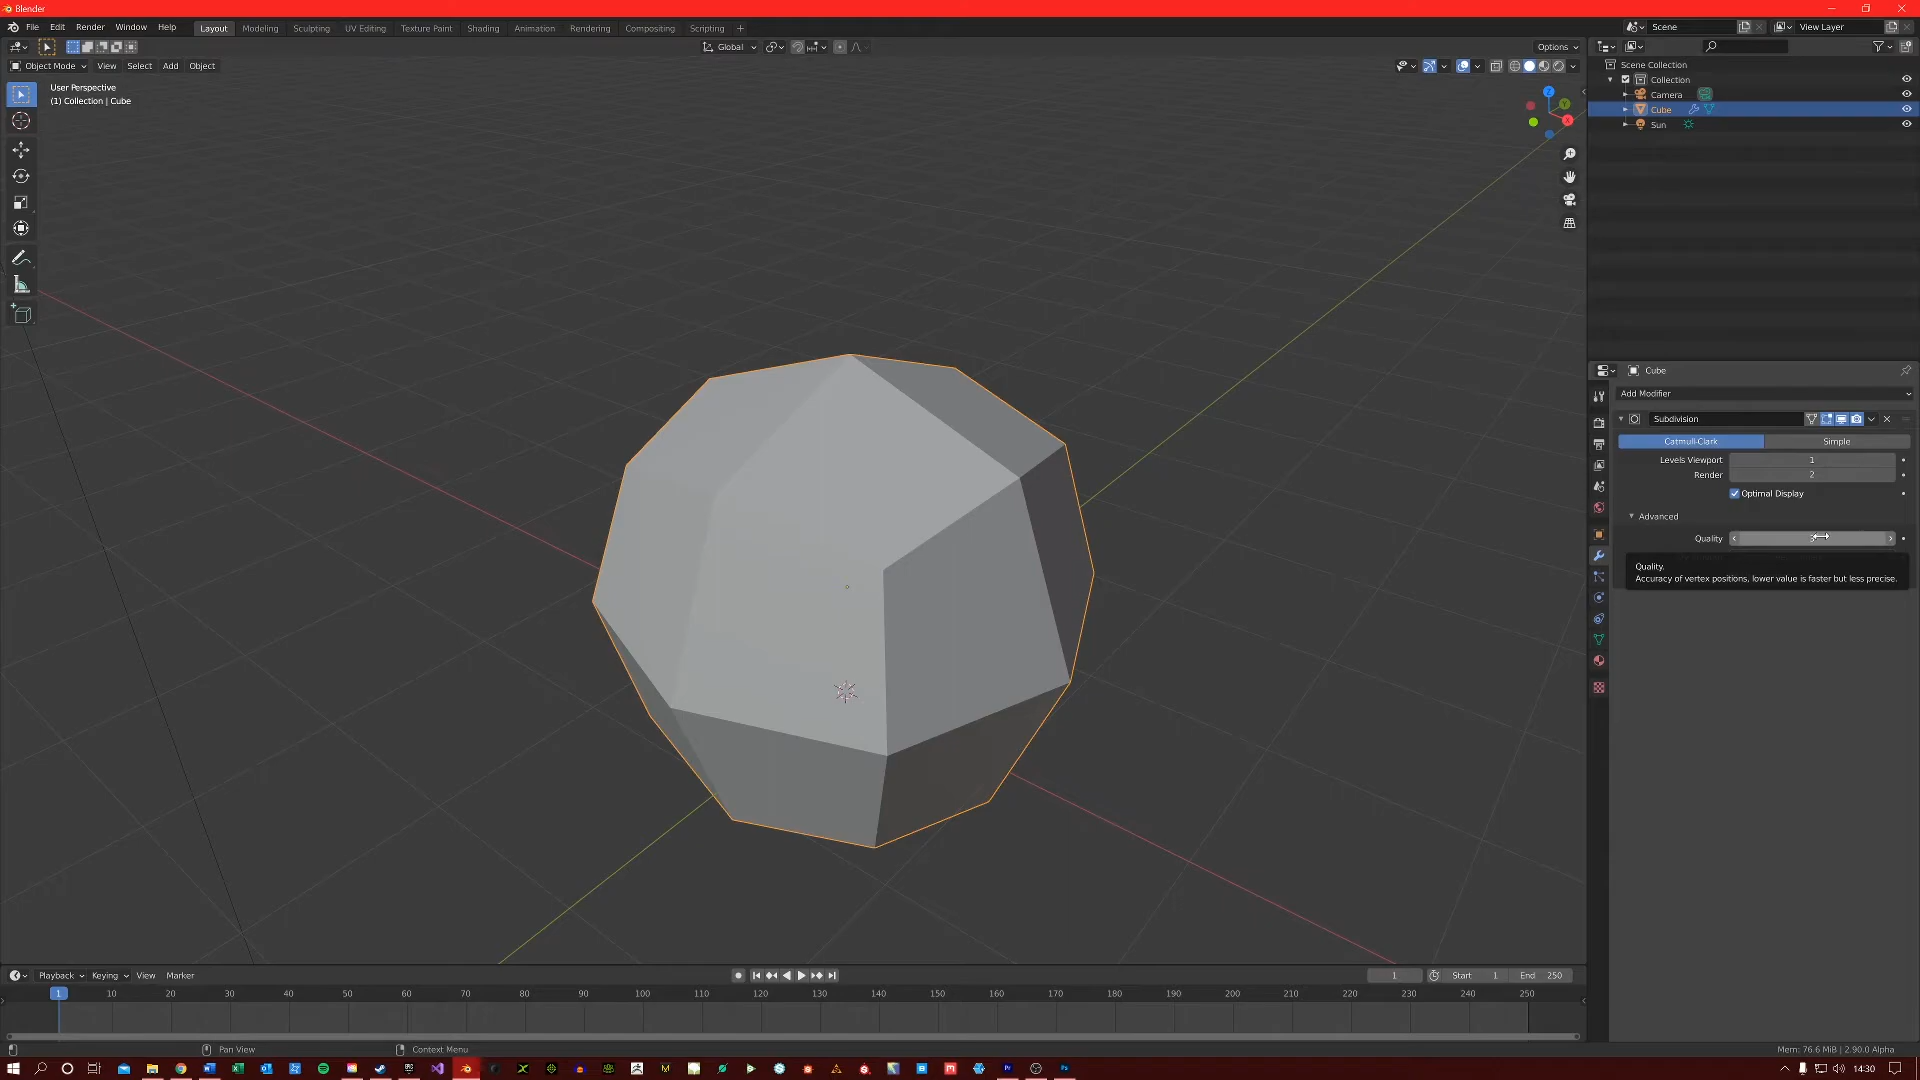 Blender
File Edit Render Window Help
Layout Modeling Sculpting UV Editing Texture Paint Shading Animation Rendering Compositing Scripting +
Scene
View Layer
Global
Options
Object Mode View Select Add Object
User Perspective
(1) Collection | Cube
Z
Y
X
Scene Collection
Collection
Camera
Cube
Sun
Cube
Add Modifier
Subdivision
Catmull-Clark Simple
Levels Viewport 1
Render 2
Optimal Display
Advanced
Quality
Quality.
Accuracy of vertex positions, lower value is faster but less precise.
Playback Keying View Marker
1 Start 1 End 250
1 10 20 30 40 50 60 70 80 90 100 110 120 130 140 150 160 170 180 190 200 210 220 230 240 250
Pan View Context Menu
Mem: 76.6 MiB | 2.90.0 Alpha
14:30